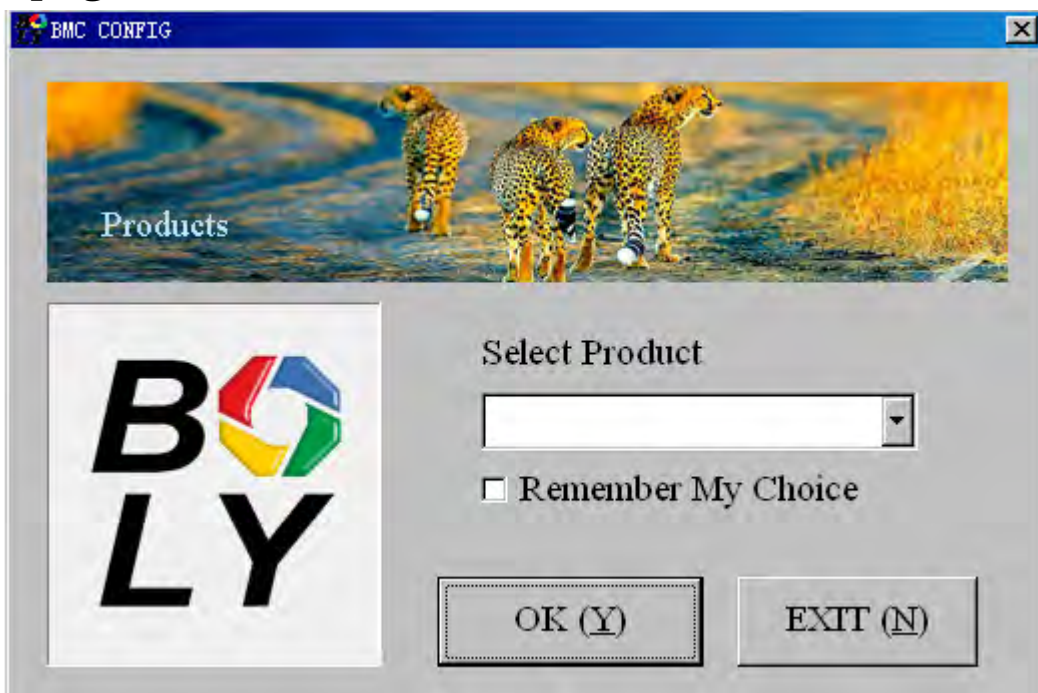 BMC CONFIG
Products
BOLY
Select Product
Remember My Choice
OK (Y)
EXIT (N)